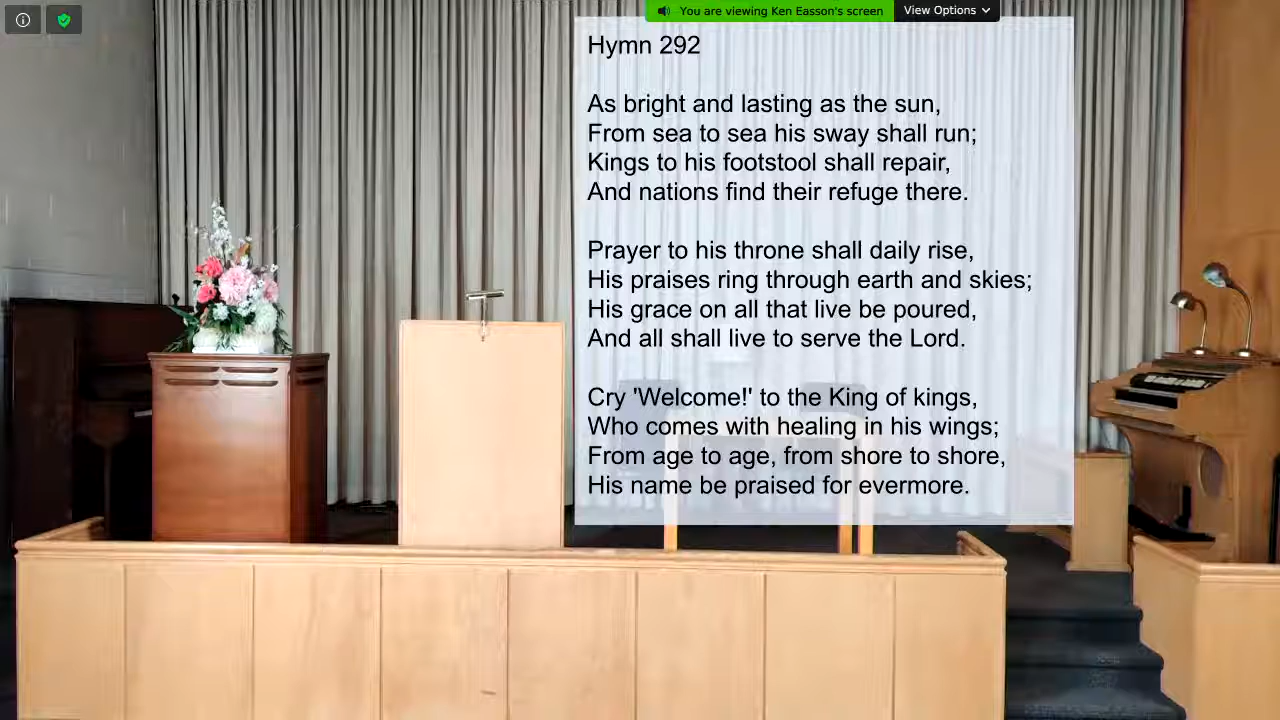 You are viewing Ken Easson's screen
View Options
Hymn 292
As bright and lasting as the sun,
From sea to sea his sway shall run;
Kings to his footstool shall repair,
And nations find their refuge there.
Prayer to his throne shall daily rise,
His praises ring through earth and skies;
His grace on all that live be poured,
And all shall live to serve the Lord.
Cry 'Welcome!' to the King of kings,
Who comes with healing in his wings;
From age to age, from shore to shore,
His name be praised for evermore.